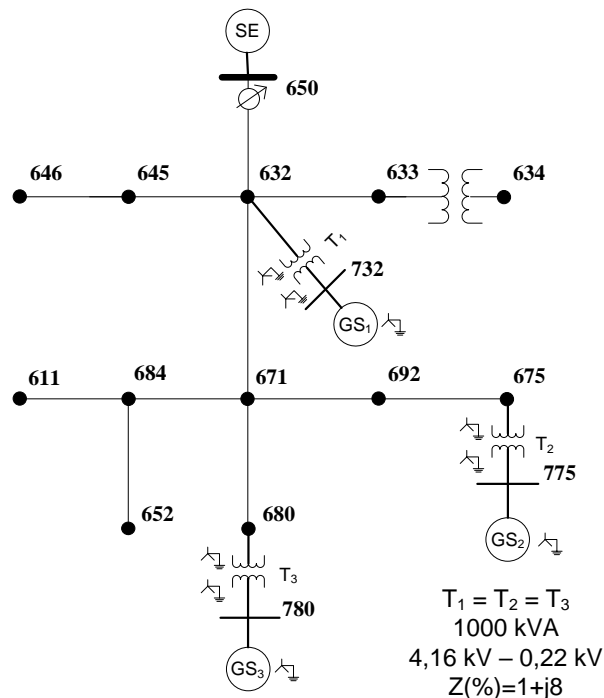 SE
650
646
645
632
633
634
T₁
732
GS₁
611
684
671
692
675
T₂
775
652
680
GS₂
T₃
780
T₁ = T₂ = T₃
1000 kVA
4,16 kV – 0,22 kV
GS₃
Z(%)=1+j8